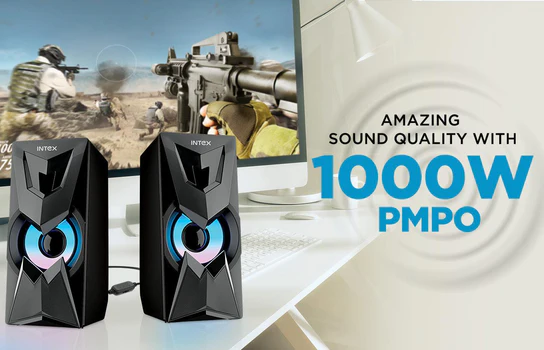 AMAZING
SOUND QUALITY WITH
1000W
PMPO
INTEX
INTEX